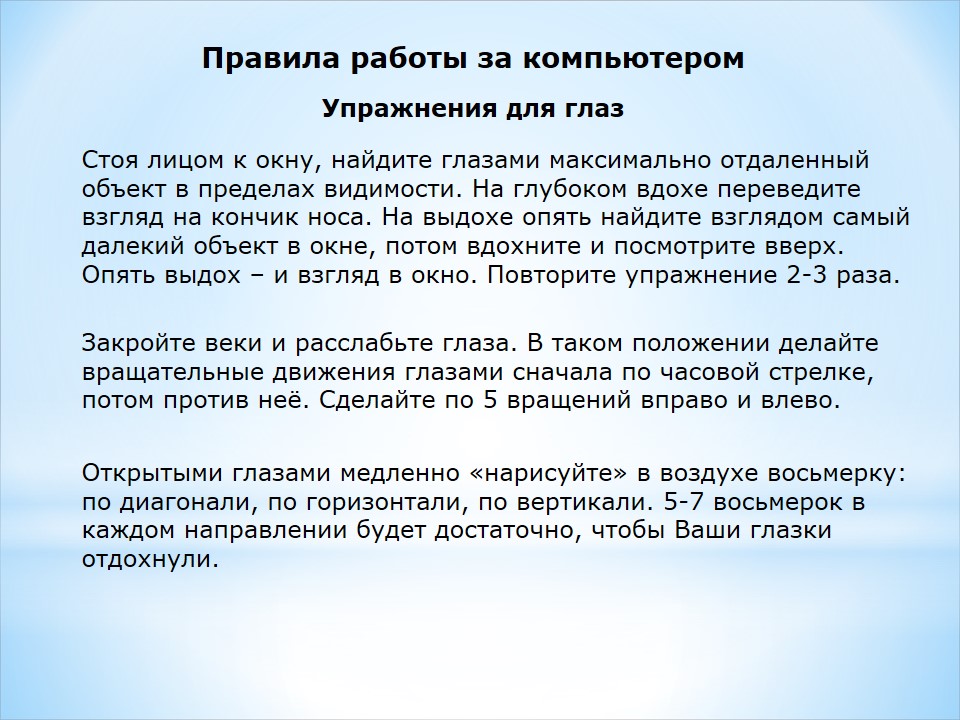 Правила работы за компьютером
Упражнения для глаз
Стоя лицом к окну, найдите глазами максимально отдаленный
объект в пределах видимости. На глубоком вдохе переведите
взгляд на кончик носа. На выдохе опять найдите взглядом самый
далекий объект в окне, потом вдохните и посмотрите вверх.
Опять выдох – и взгляд в окно. Повторите упражнение 2-3 раза.
Закройте веки и расслабьте глаза. В таком положении делайте
вращательные движения глазами сначала по часовой стрелке,
потом против неё. Сделайте по 5 вращений вправо и влево.
Открытыми глазами медленно «нарисуйте» в воздухе восьмерку:
по диагонали, по горизонтали, по вертикали. 5-7 восьмерок в
каждом направлении будет достаточно, чтобы Ваши глазки
отдохнули.